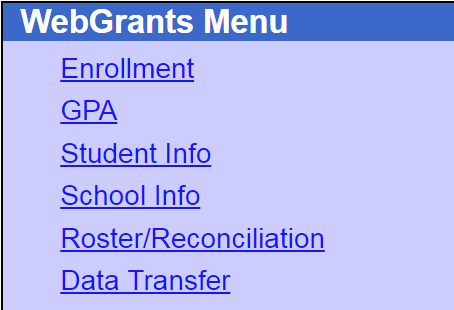 WebGrants Menu
Enrollment
GPA
Student Info
School Info
Roster/Reconciliation
Data Transfer